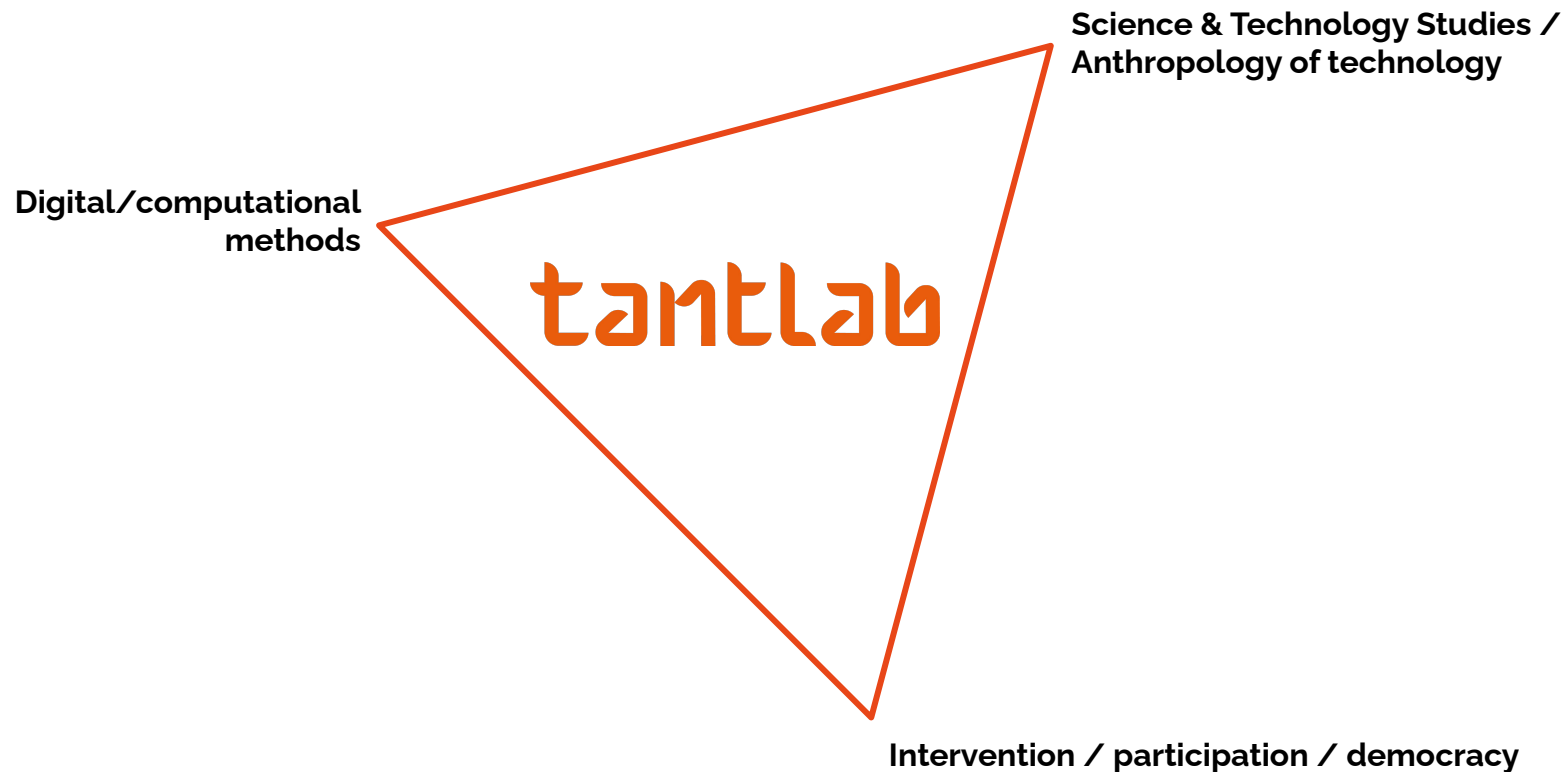 Science & Technology Studies /
Anthropology of technology
Digital/computational
methods
tantlab
Intervention / participation / democracy